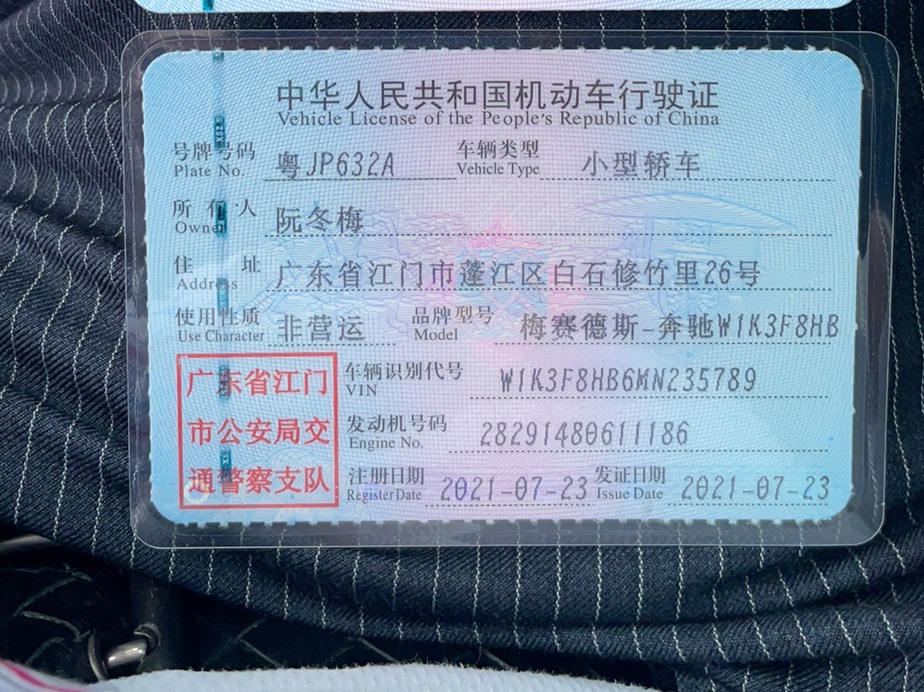 中华人民共和国机动车行驶证
Vehicle License of the People's Republic of China
号牌号码 粤JP632A 车辆类型 小型轿车
Plate No. Vehicle Type
所有人 阮冬梅
Owner
住址 广东省江门市蓬江区白石修竹里26号
Address
使用性质 非营运 品牌型号 梅赛德斯-奔驰W1K3F8HB
Use Character Model
广东省江门 车辆识别代号 W1K3F8HB6MN235789
VIN
市公安局交 发动机号码 28291480611186
Engine No.
通警察支队 注册日期 2021-07-23 发证日期 2021-07-23
Register Date Issue Date